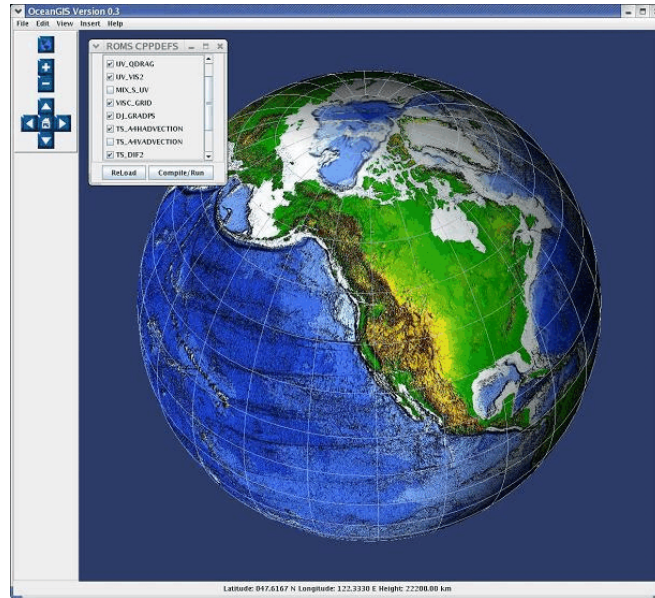 OceanGIS Version 0.3
File Edit View Insert Help
ROMS CPPDEFS
UV_QDRAG
UV_VIS2
MIX_S_UV
VISC_GRID
DJ_GRADPS
TS_A4HADVECTION
TS_A4VADVECTION
TS_DIF2
ReLoad Compile/Run
Latitude: 047.6167 N Longitude: 122.3330 E Height: 22200.00 km